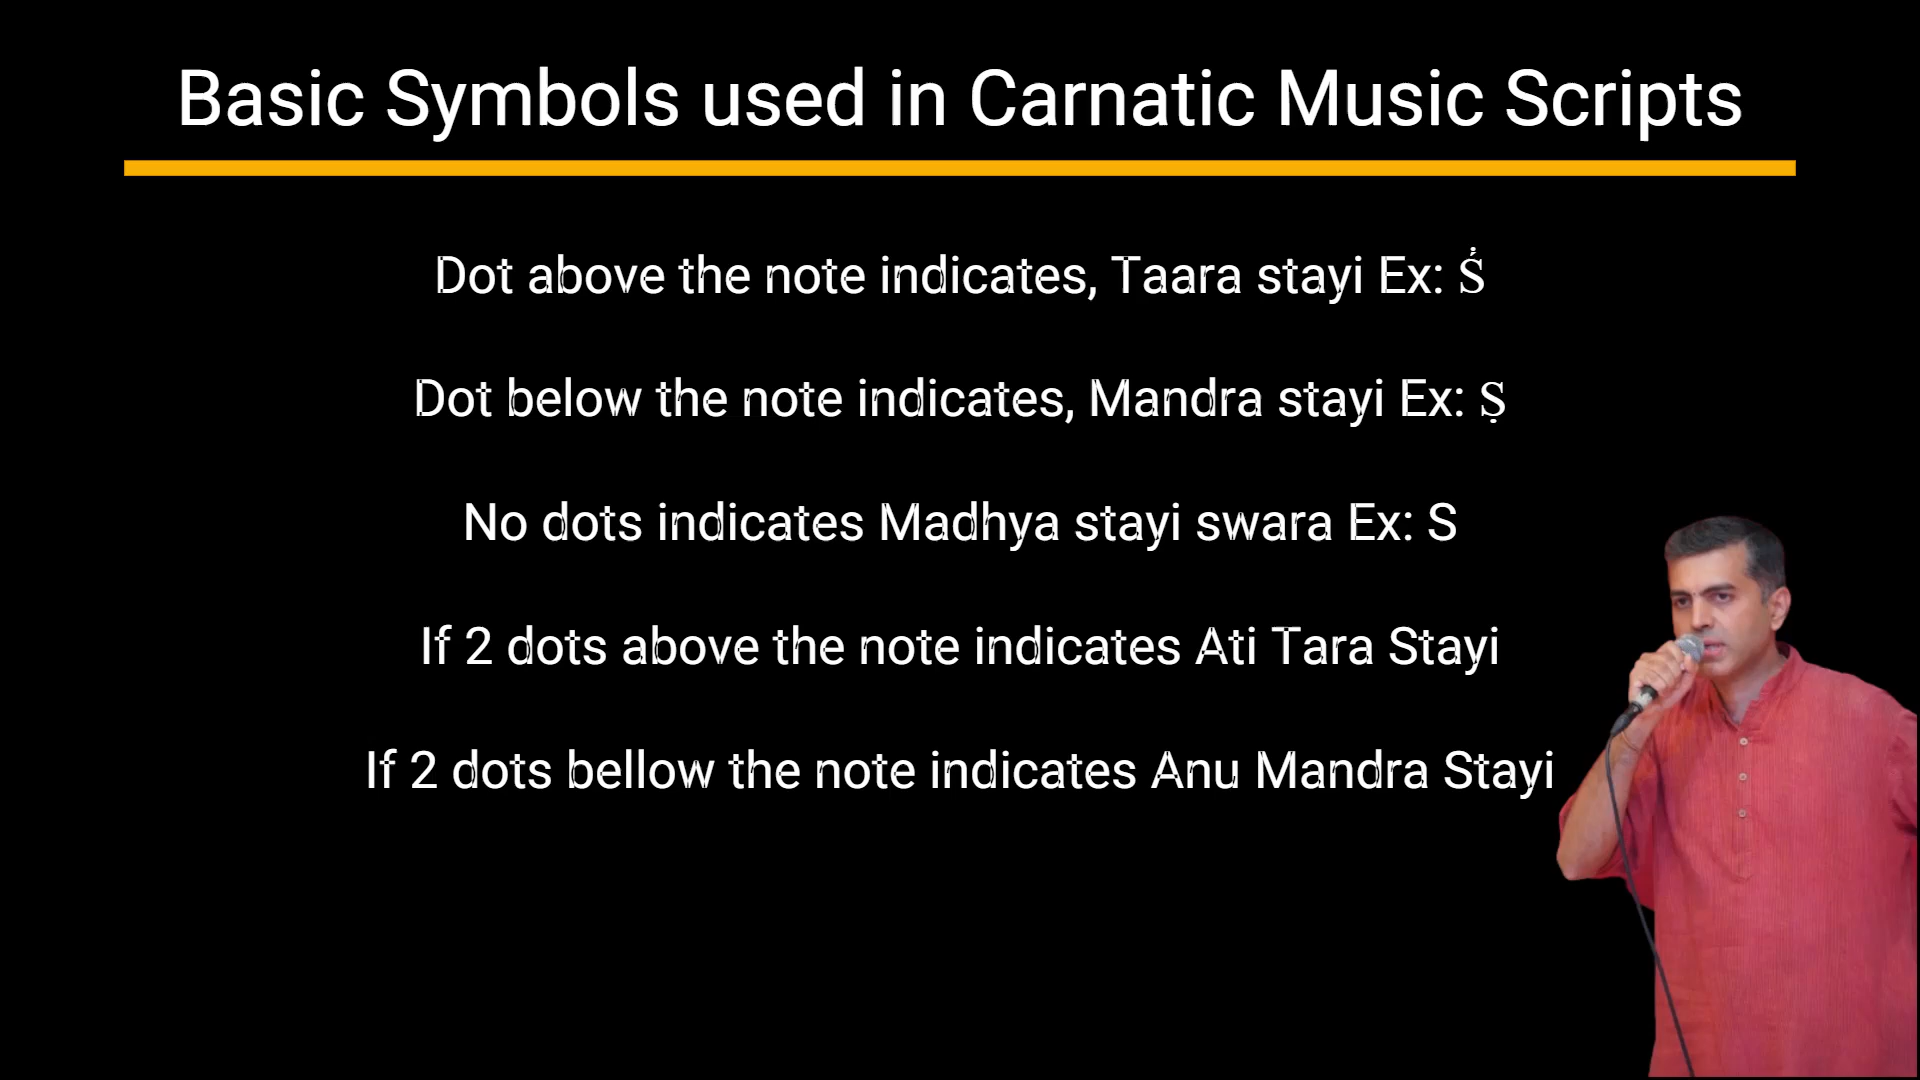 Basic Symbols used in Carnatic Music Scripts
Dot above the note indicates, Taara stayi Ex: Ṡ
Dot below the note indicates, Mandra stayi Ex: Ṣ
No dots indicates Madhya stayi swara Ex: S
If 2 dots above the note indicates Ati Tara Stayi
If 2 dots bellow the note indicates Anu Mandra Stayi